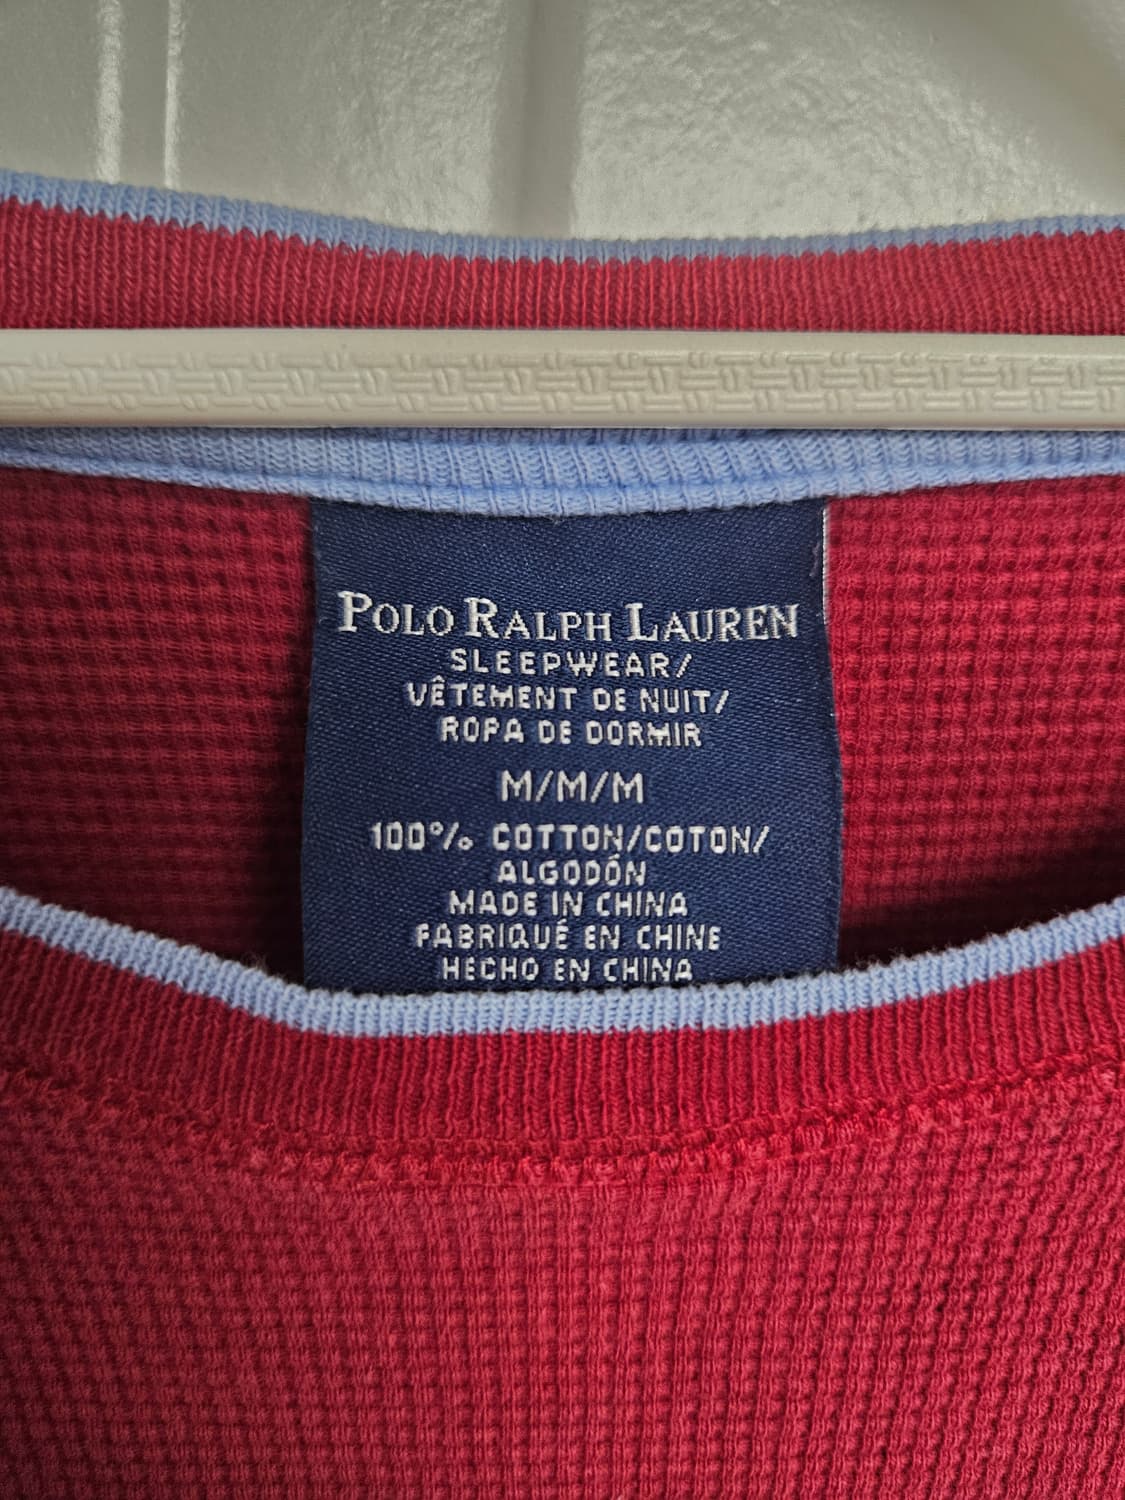 POLO RALPH LAUREN
SLEEPWEAR/
VÊTEMENT DE NUIT/
ROPA DE DORMIR
M/M/M
100% COTTON/COTON/
ALGODÓN
MADE IN CHINA
FABRIQUÉ EN CHINE
HECHO EN CHINA